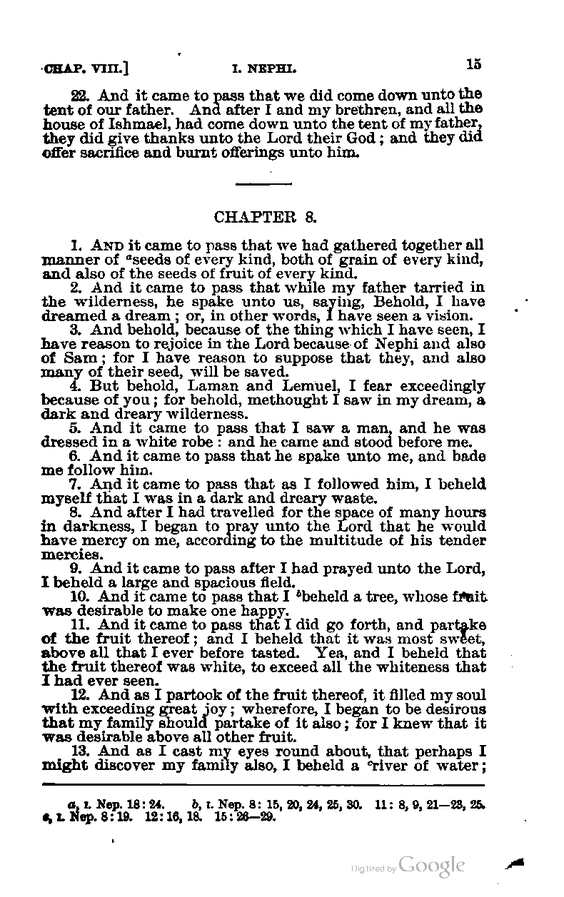 CHAP. VIII.] I. NEPHI. 15
22. And it came to pass that we did come down unto the
tent of our father. And after I and my brethren, and all the
house of Ishmael, had come down unto the tent of my father,
they did give thanks unto the Lord their God; and they did
offer sacrifice and burnt offerings unto him.
CHAPTER 8.
1. AND it came to pass that we had gathered together all
manner of ᵃseeds of every kind, both of grain of every kind,
and also of the seeds of fruit of every kind.
2. And it came to pass that while my father tarried in
the wilderness, he spake unto us, saying, Behold, I have
dreamed a dream; or, in other words, I have seen a vision.
3. And behold, because of the thing which I have seen, I
have reason to rejoice in the Lord because of Nephi and also
of Sam; for I have reason to suppose that they, and also
many of their seed, will be saved.
4. But behold, Laman and Lemuel, I fear exceedingly
because of you; for behold, methought I saw in my dream, a
dark and dreary wilderness.
5. And it came to pass that I saw a man, and he was
dressed in a white robe: and he came and stood before me.
6. And it came to pass that he spake unto me, and bade
me follow him.
7. And it came to pass that as I followed him, I beheld
myself that I was in a dark and dreary waste.
8. And after I had travelled for the space of many hours
in darkness, I began to pray unto the Lord that he would
have mercy on me, according to the multitude of his tender
mercies.
9. And it came to pass after I had prayed unto the Lord,
I beheld a large and spacious field.
10. And it came to pass that I ᵇbeheld a tree, whose fruit
was desirable to make one happy.
11. And it came to pass that I did go forth, and partake
of the fruit thereof; and I beheld that it was most sweet,
above all that I ever before tasted. Yea, and I beheld that
the fruit thereof was white, to exceed all the whiteness that
I had ever seen.
12. And as I partook of the fruit thereof, it filled my soul
with exceeding great joy; wherefore, I began to be desirous
that my family should partake of it also; for I knew that it
was desirable above all other fruit.
13. And as I cast my eyes round about, that perhaps I
might discover my family also, I beheld a ᶜriver of water;
a, I. Nep. 18:24. b, I. Nep. 8: 15, 20, 24, 25, 30. 11: 8, 9, 21—23, 25.
c, I. Nep. 8:19. 12:16, 18. 15:26—29.
Digitized by Google